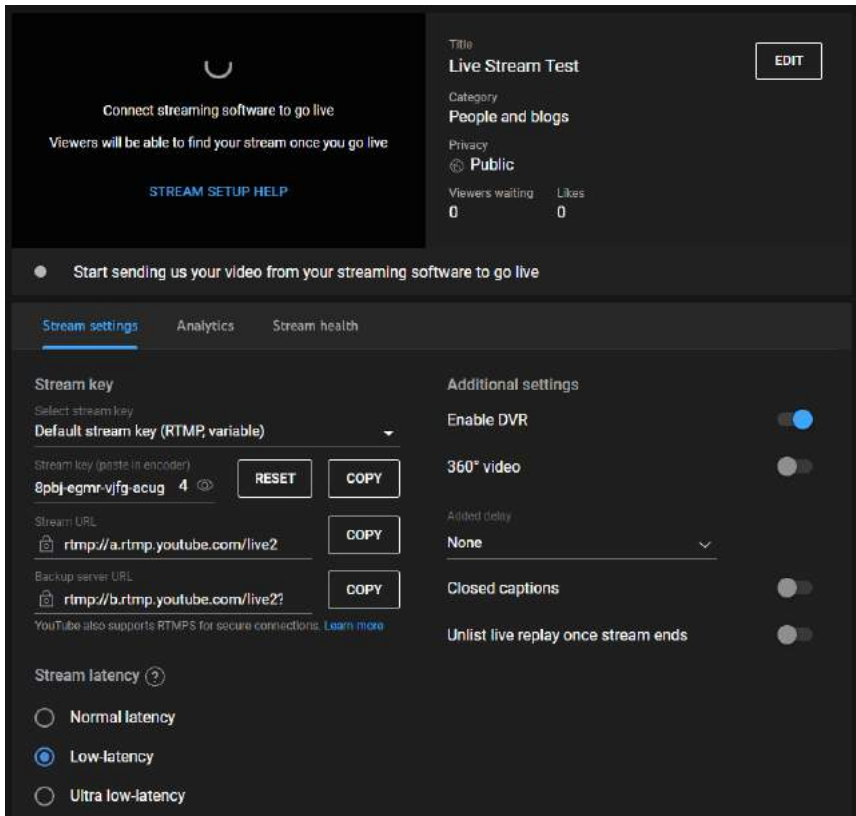 Connect streaming software to go live
Viewers will be able to find your stream once you go live
STREAM SETUP HELP
Title
Live Stream Test
EDIT
Category
People and blogs
Privacy
Public
Viewers waiting Likes
0 0
Start sending us your video from your streaming software to go live
Stream settings Analytics Stream health
Stream key
Select stream key
Default stream key (RTMP, variable)
Stream key (paste in encoder)
8pbj-egmr-vjfg-acug 4
RESET
COPY
Stream URL
rtmp://a.rtmp.youtube.com/live2
COPY
Backup server URL
rtmp://b.rtmp.youtube.com/live2?
COPY
YouTube also supports RTMPS for secure connections. Learn more
Stream latency ?
Normal latency
Low-latency
Ultra low-latency
Additional settings
Enable DVR
360° video
Added delay
None
Closed captions
Unlist live replay once stream ends